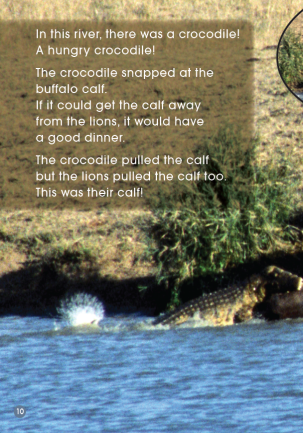 In this river, there was a crocodile!
A hungry crocodile!
The crocodile snapped at the
buffalo calf.
If it could get the calf away
from the lions, it would have
a good dinner.
The crocodile pulled the calf
but the lions pulled the calf too.
This was their calf!
10